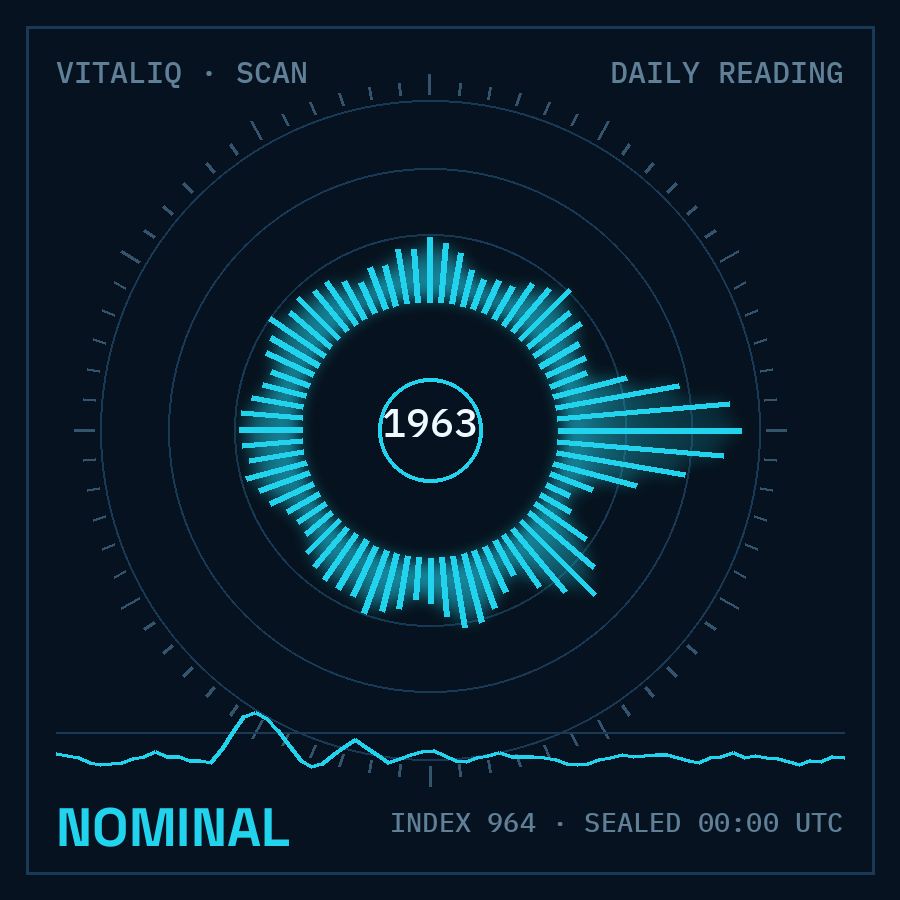 VITALIQ · SCAN
DAILY READING
1963
NOMINAL
INDEX 964 · SEALED 00:00 UTC